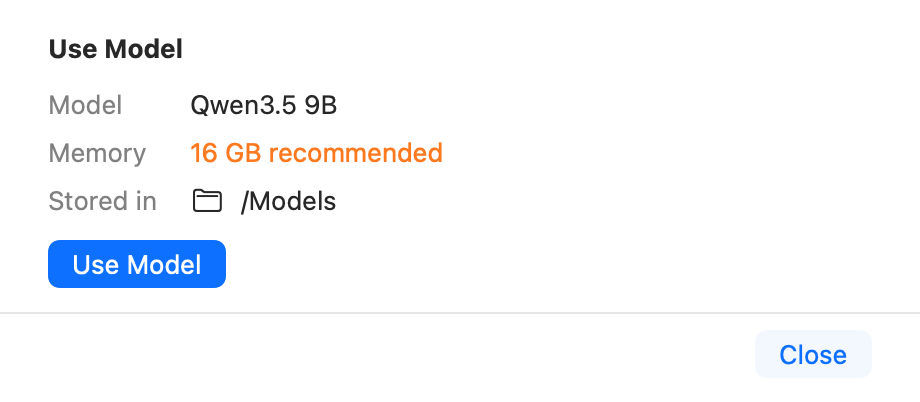 Use Model
Model Qwen3.5 9B
Memory 16 GB recommended
Stored in /Models
Use Model
Close